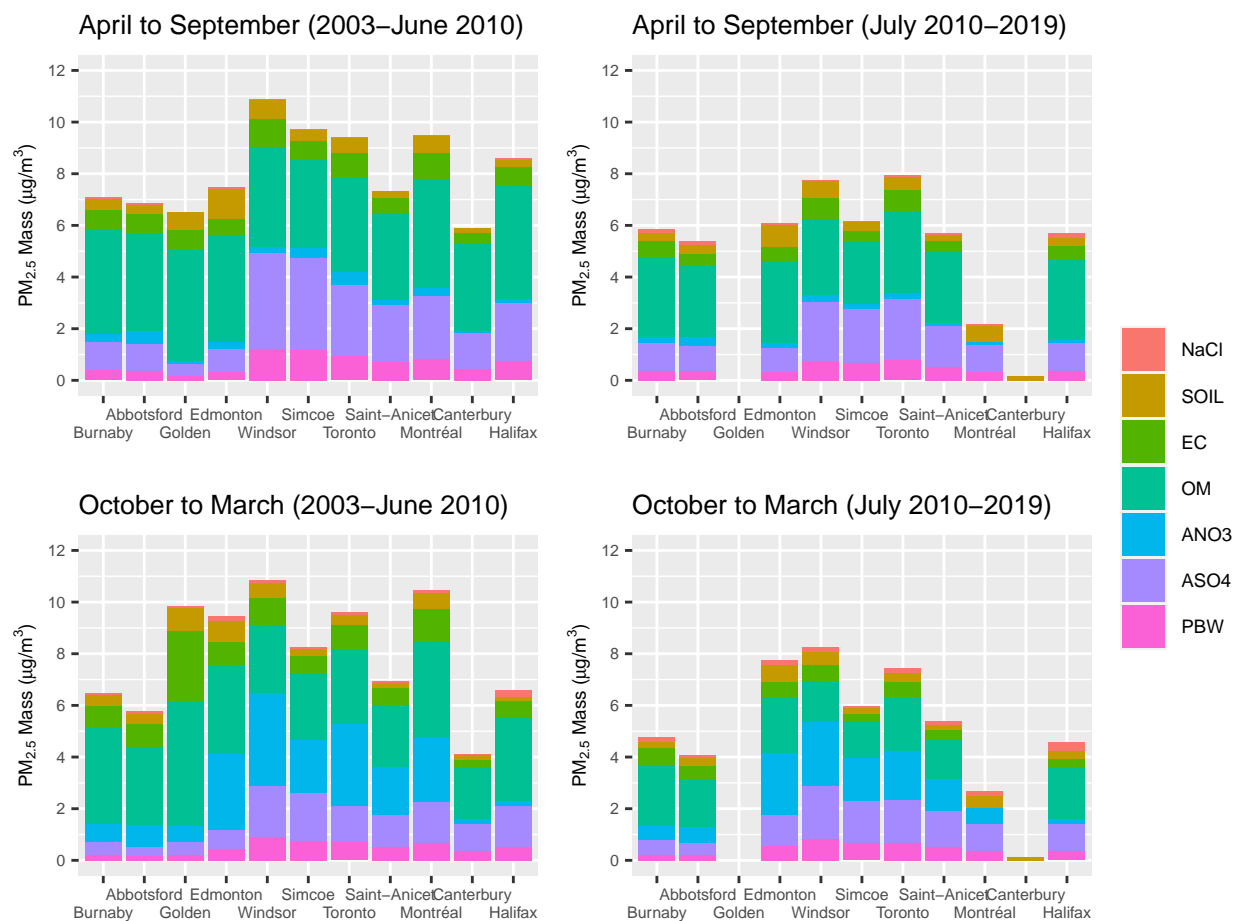 April to September (2003−June 2010)
12
10
8
6
4
2
0
PM2.5 Mass (μg/m3)
Abbotsford Edmonton Simcoe Saint−Anicet Canterbury
Burnaby Golden Windsor Toronto Montréal Halifax
April to September (July 2010−2019)
12
10
8
6
4
2
0
PM2.5 Mass (μg/m3)
Abbotsford Edmonton Simcoe Saint−Anicet Canterbury
Burnaby Golden Windsor Toronto Montréal Halifax
October to March (2003−June 2010)
12
10
8
6
4
2
0
PM2.5 Mass (μg/m3)
Abbotsford Edmonton Simcoe Saint−Anicet Canterbury
Burnaby Golden Windsor Toronto Montréal Halifax
October to March (July 2010−2019)
12
10
8
6
4
2
0
PM2.5 Mass (μg/m3)
Abbotsford Edmonton Simcoe Saint−Anicet Canterbury
Burnaby Golden Windsor Toronto Montréal Halifax
NaCl
SOIL
EC
OM
ANO3
ASO4
PBW